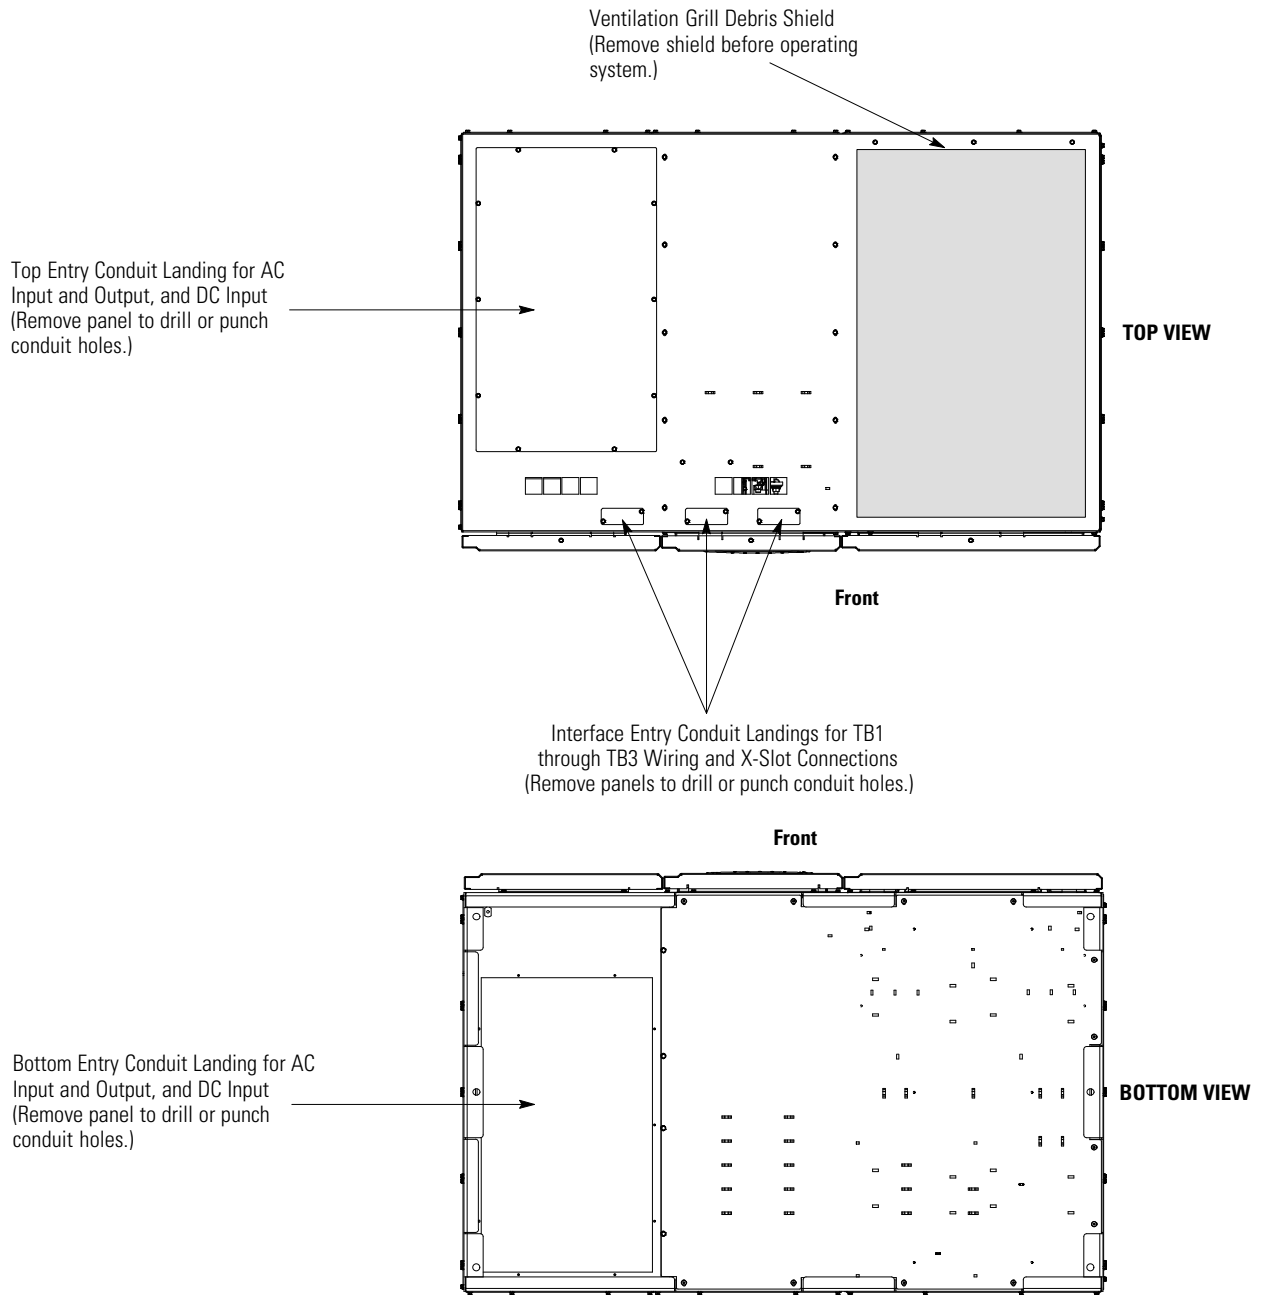 Ventilation Grill Debris Shield
(Remove shield before operating
system.)
Top Entry Conduit Landing for AC
Input and Output, and DC Input
(Remove panel to drill or punch
conduit holes.)
TOP VIEW
Front
Interface Entry Conduit Landings for TB1
through TB3 Wiring and X-Slot Connections
(Remove panels to drill or punch conduit holes.)
Front
Bottom Entry Conduit Landing for AC
Input and Output, and DC Input
(Remove panel to drill or punch
conduit holes.)
BOTTOM VIEW